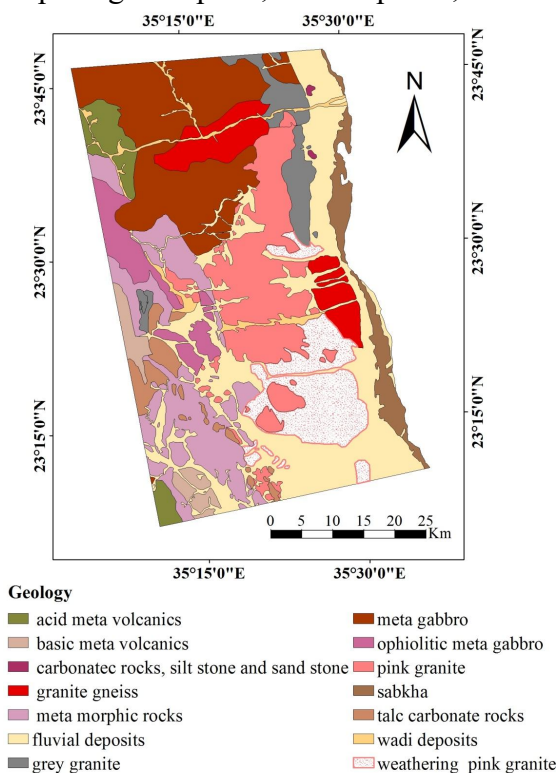 35°15'0"E 35°30'0"E
23°45'0"N 23°45'0"N
N
23°30'0"N 23°30'0"N
23°15'0"N 23°15'0"N
0 5 10 15 20 25
Km
35°15'0"E 35°30'0"E
Geology
acid meta volcanics meta gabbro
basic meta volcanics ophiolitic meta gabbro
carbonatec rocks, silt stone and sand stone pink granite
granite gneiss sabkha
meta morphic rocks talc carbonate rocks
fluvial deposits wadi deposits
grey granite weathering pink granite